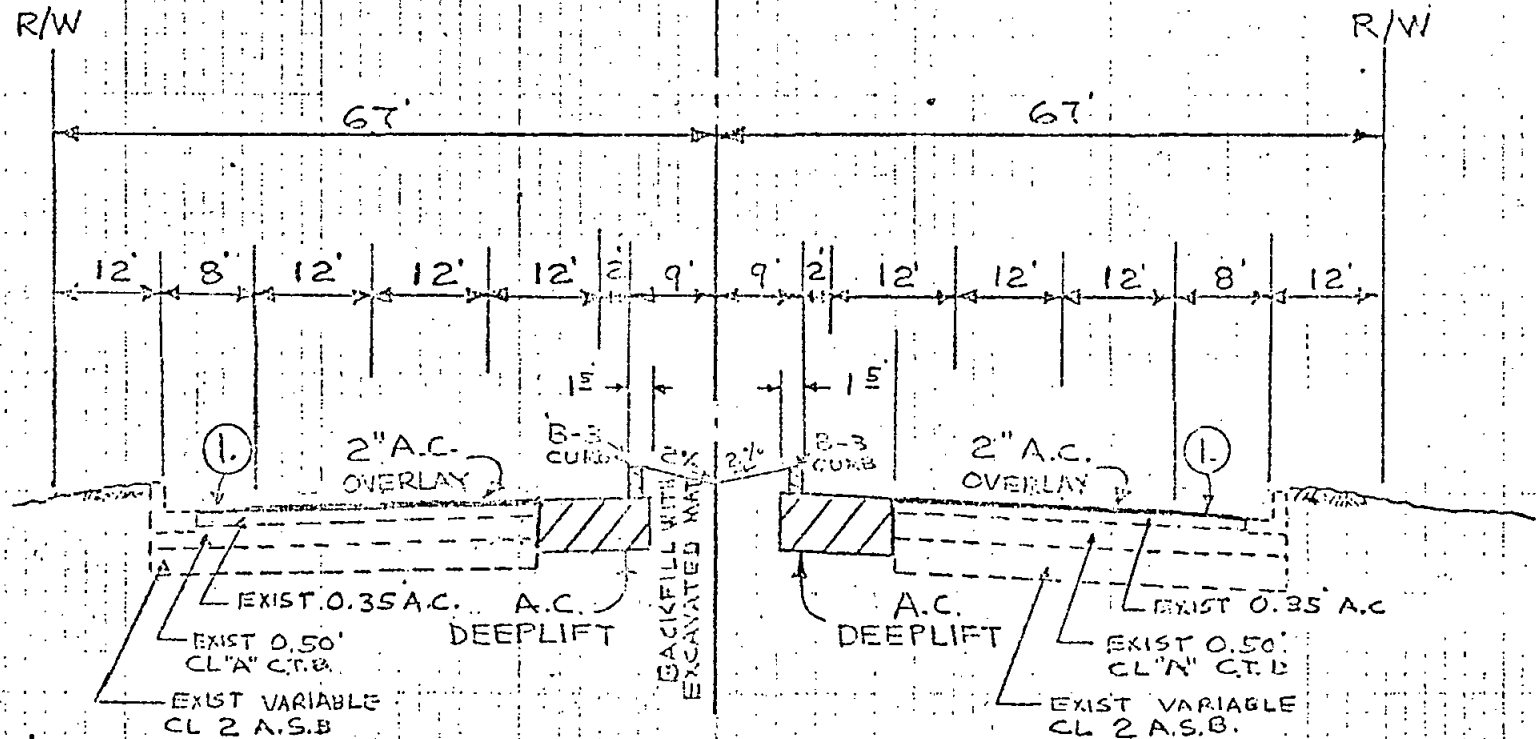 R/W R/W
67' 67'
12' 8' 12' 12' 12' 2' 9' 9' 2' 12' 12' 12' 8' 12'
1 5' 1 5'
1. 2" A.C. OVERLAY B-3 CURB 2% 2% B-3 CURB 2" A.C. OVERLAY 1.
BACKFILL WITH
EXCAVATED MAT.
EXIST. 0.35 A.C. A.C. DEEPLIFT A.C. DEEPLIFT EXIST 0.35' A.C
EXIST 0.50' EXIST 0.50'
CL "A" C.T.B. CL "A" C.T.B
EXIST VARIABLE EXIST VARIABLE
CL 2 A.S.B CL 2 A.S.B.